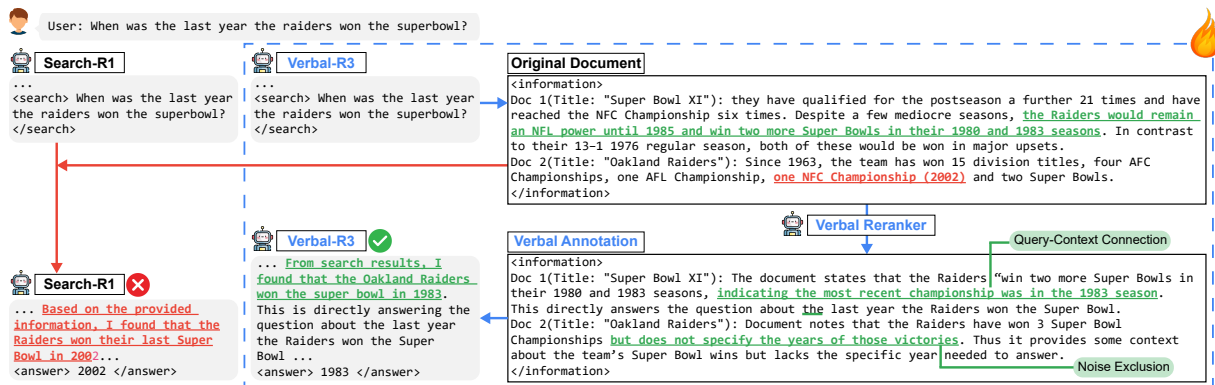 User: When was the last year the raiders won the superbowl?
Search-R1
...
<search> When was the last year
the raiders won the superbowl?
</search>
Verbal-R3
...
<search> When was the last year
the raiders won the superbowl?
</search>
Original Document
<information>
Doc 1(Title: "Super Bowl XI"): they have qualified for the postseason a further 21 times and have
reached the NFC Championship six times. Despite a few mediocre seasons, the Raiders would remain
an NFL power until 1985 and win two more Super Bowls in their 1980 and 1983 seasons. In contrast
to their 13–1 1976 regular season, both of these would be won in major upsets.
Doc 2(Title: "Oakland Raiders"): Since 1963, the team has won 15 division titles, four AFC
Championships, one AFL Championship, one NFC Championship (2002) and two Super Bowls.
</information>
Verbal Reranker
Search-R1
... Based on the provided
information, I found that the
Raiders won their last Super
Bowl in 2002...
<answer> 2002 </answer>
Verbal-R3
... From search results, I
found that the Oakland Raiders
won the super bowl in 1983.
This is directly answering the
question about the last year
the Raiders won the Super
Bowl ...
<answer> 1983 </answer>
Verbal Annotation
Query-Context Connection
<information>
Doc 1(Title: "Super Bowl XI"): The document states that the Raiders “win two more Super Bowls in
their 1980 and 1983 seasons, indicating the most recent championship was in the 1983 season.
This directly answers the question about the last year the Raiders won the Super Bowl.
Doc 2(Title: "Oakland Raiders"): Document notes that the Raiders have won 3 Super Bowl
Championships but does not specify the years of those victories. Thus it provides some context
about the team's Super Bowl wins but lacks the specific year needed to answer.
</information>
Noise Exclusion